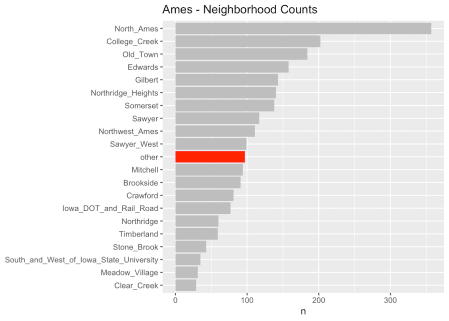 Ames - Neighborhood Counts
North_Ames
College_Creek
Old_Town
Edwards
Gilbert
Northridge_Heights
Somerset
Sawyer
Northwest_Ames
Sawyer_West
other
Mitchell
Brookside
Crawford
Iowa_DOT_and_Rail_Road
Northridge
Timberland
Stone_Brook
South_and_West_of_Iowa_State_University
Meadow_Village
Clear_Creek
0 100 200 300
n